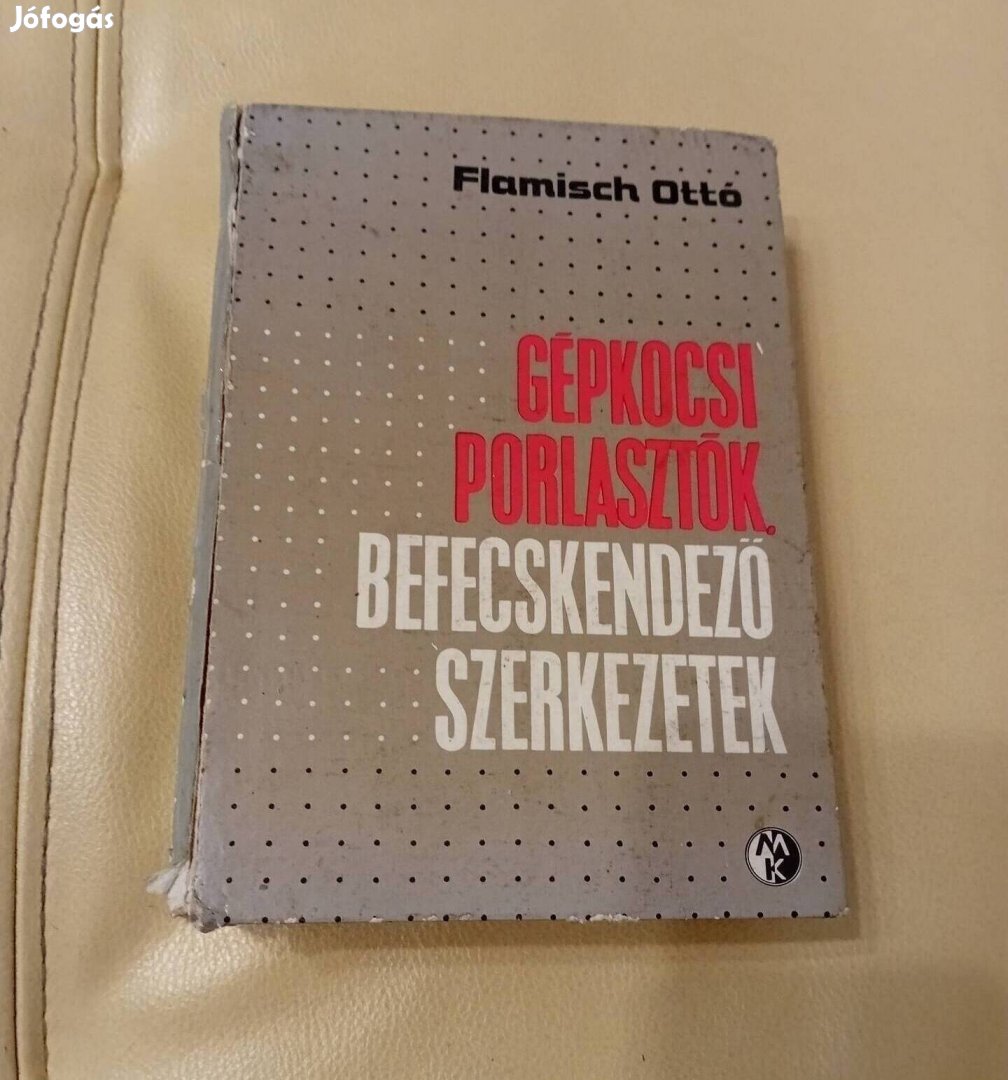 Jófogás
Flamisch Ottó
GÉPKOCSI
PORLASZTÓK,
BEFECSKENDEZŐ
SZERKEZETEK
MK